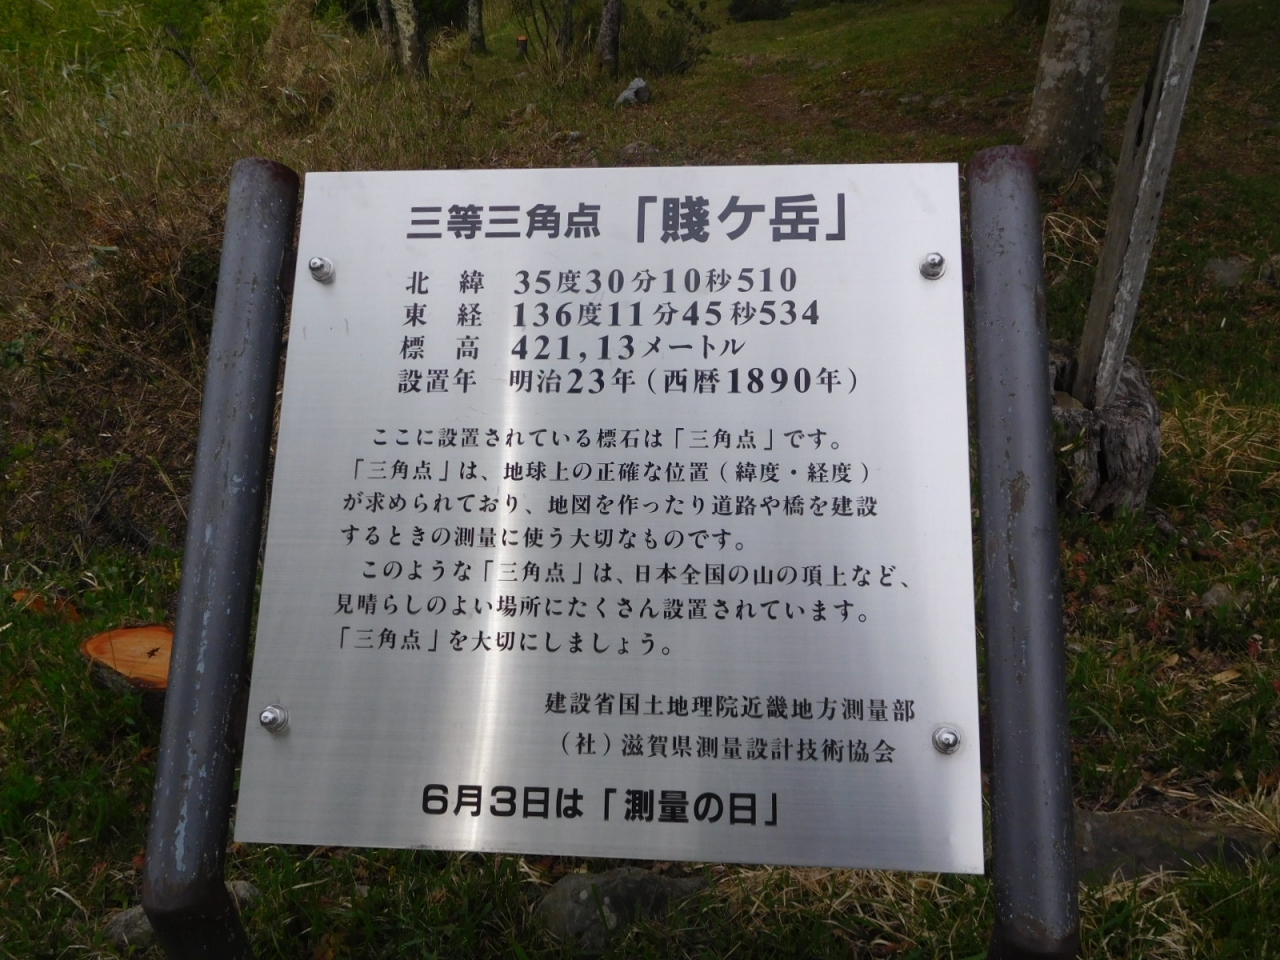 三等三角点「賤ケ岳」
北　緯　35度30分10秒510
東　経　136度11分45秒534
標　高　421,13メートル
設置年　明治23年（西暦1890年）
ここに設置されている標石は「三角点」です。
「三角点」は、地球上の正確な位置（緯度・経度）
が求められており、地図を作ったり道路や橋を建設
するときの測量に使う大切なものです。
このような「三角点」は、日本全国の山の頂上など、
見晴らしのよい場所にたくさん設置されています。
「三角点」を大切にしましょう。
建設省国土地理院近畿地方測量部
（社）滋賀県測量設計技術協会
6月3日は「測量の日」